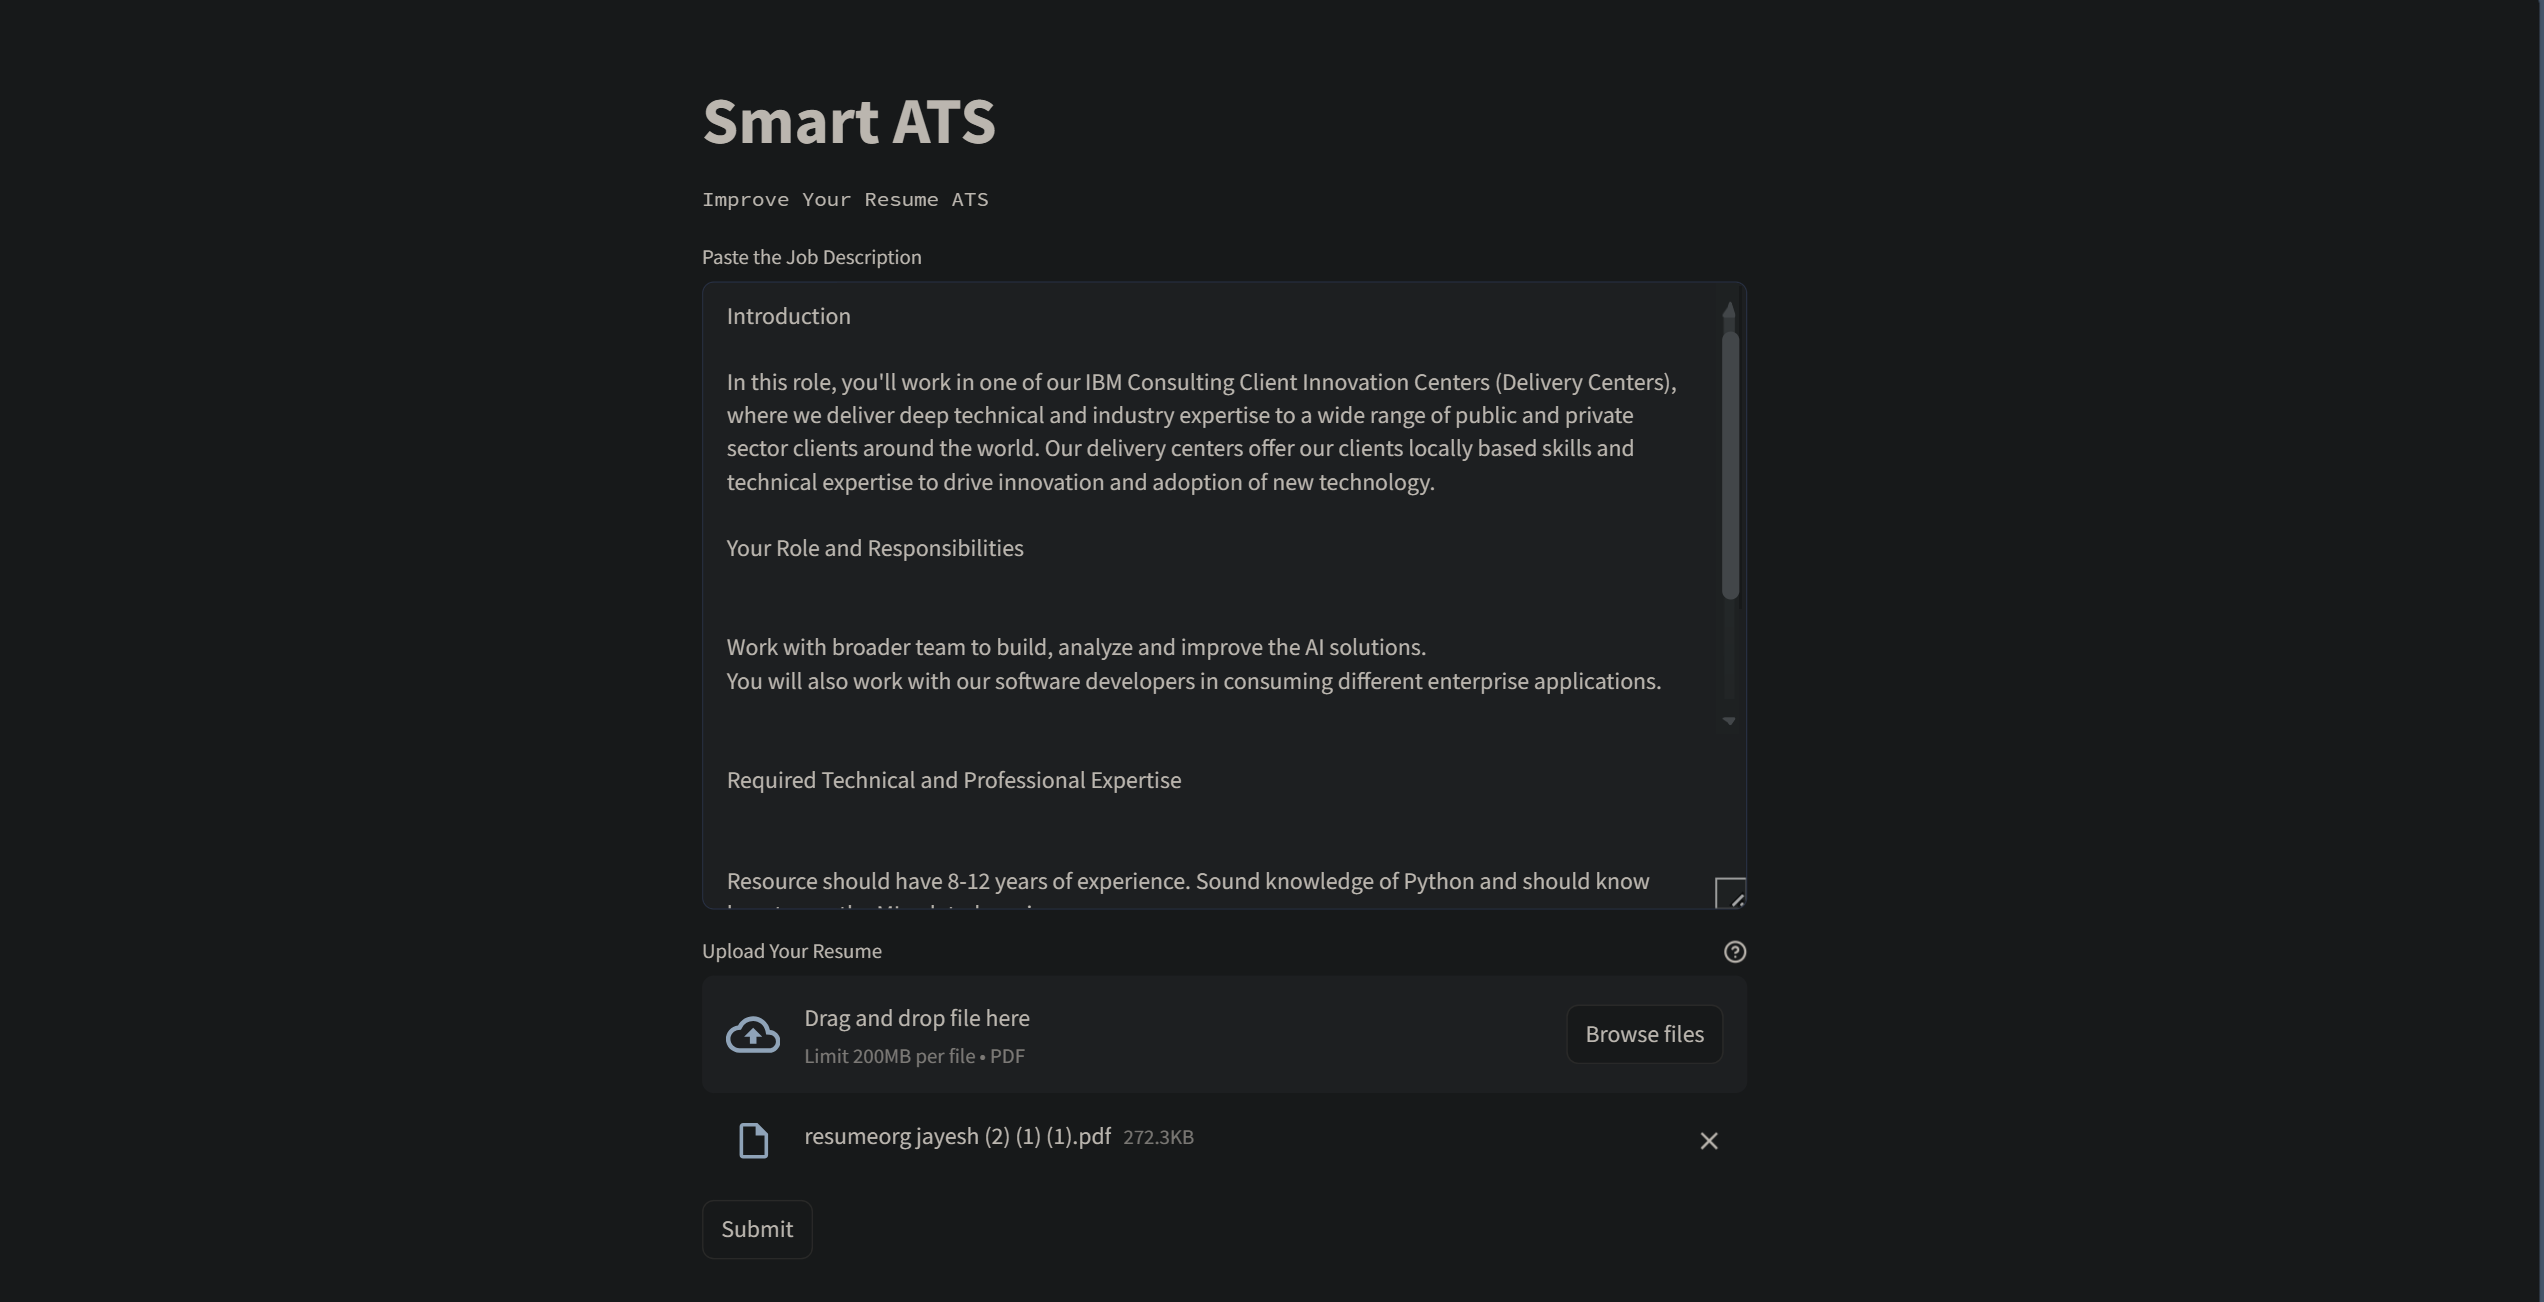 Smart ATS
Improve Your Resume ATS
Paste the Job Description
Introduction
In this role, you'll work in one of our IBM Consulting Client Innovation Centers (Delivery Centers),
where we deliver deep technical and industry expertise to a wide range of public and private
sector clients around the world. Our delivery centers offer our clients locally based skills and
technical expertise to drive innovation and adoption of new technology.
Your Role and Responsibilities
Work with broader team to build, analyze and improve the AI solutions.
You will also work with our software developers in consuming different enterprise applications.
Required Technical and Professional Expertise
Resource should have 8-12 years of experience. Sound knowledge of Python and should know
Upload Your Resume
Drag and drop file here
Limit 200MB per file • PDF
Browse files
resumeorg jayesh (2) (1) (1).pdf 272.3KB
Submit